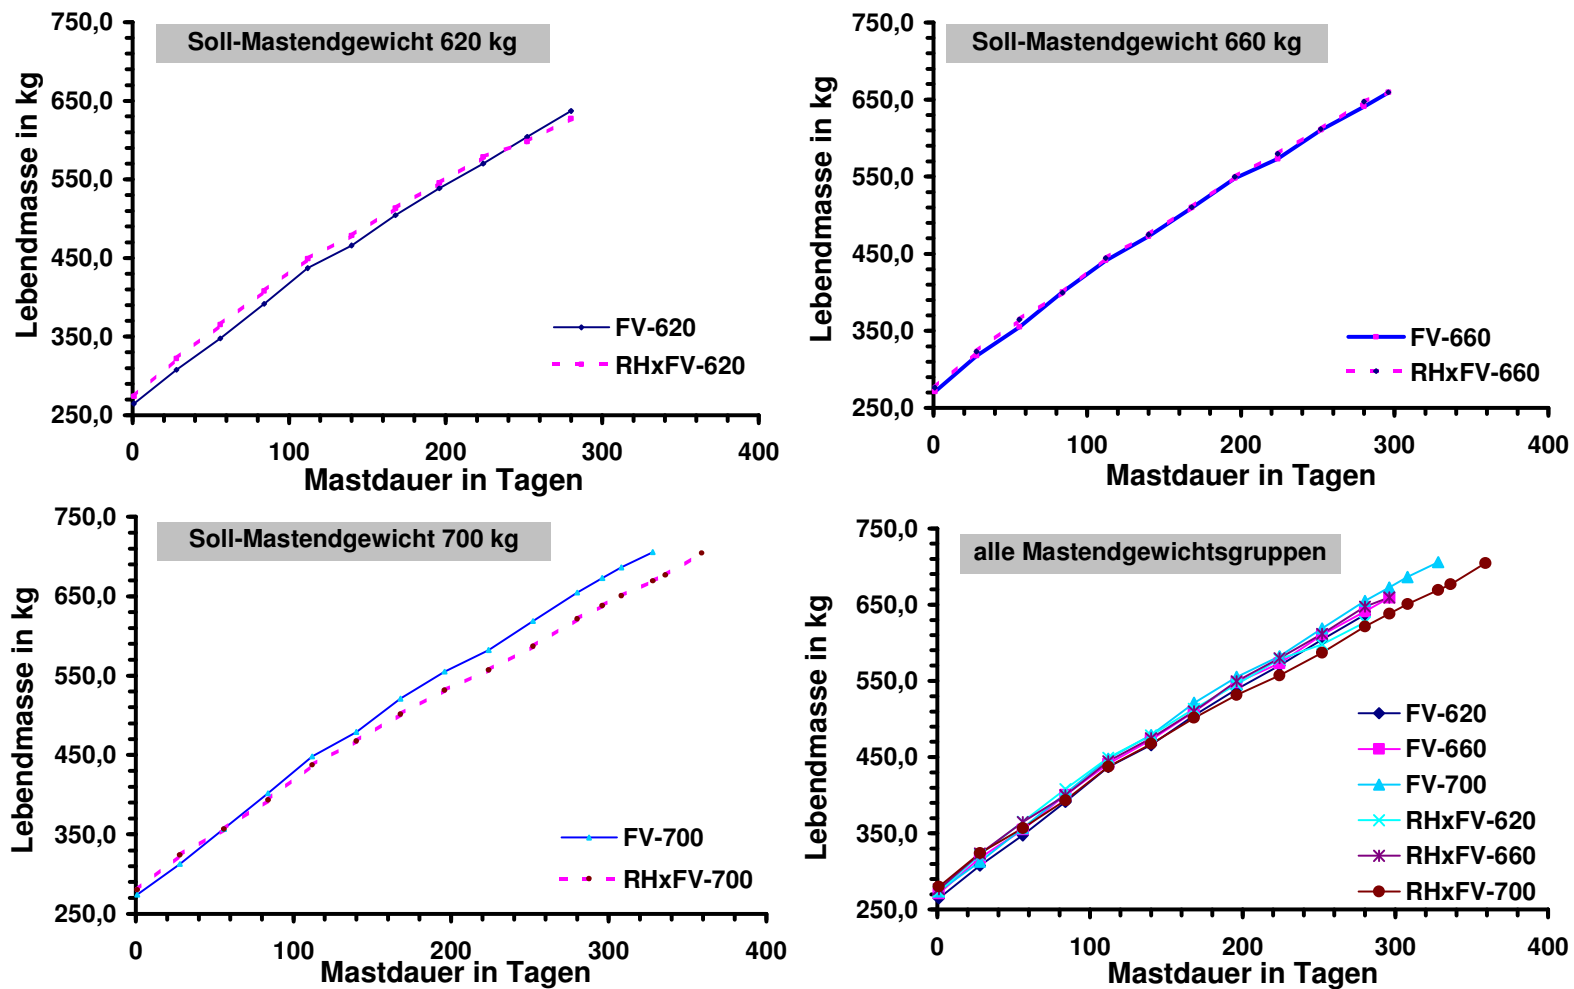 Soll-Mastendgewicht 620 kg
Lebendmasse in kg
750,0
650,0
550,0
450,0
350,0
250,0
FV-620
RHxFV-620
0
100
200
300
400
Mastdauer in Tagen
Soll-Mastendgewicht 660 kg
Lebendmasse in kg
750,0
650,0
550,0
450,0
350,0
250,0
FV-660
RHxFV-660
0
100
200
300
400
Mastdauer in Tagen
Soll-Mastendgewicht 700 kg
Lebendmasse in kg
750,0
650,0
550,0
450,0
350,0
250,0
FV-700
RHxFV-700
0
100
200
300
400
Mastdauer in Tagen
alle Mastendgewichtsgruppen
Lebendmasse in kg
750,0
650,0
550,0
450,0
350,0
250,0
FV-620
FV-660
FV-700
RHxFV-620
RHxFV-660
RHxFV-700
0
100
200
300
400
Mastdauer in Tagen